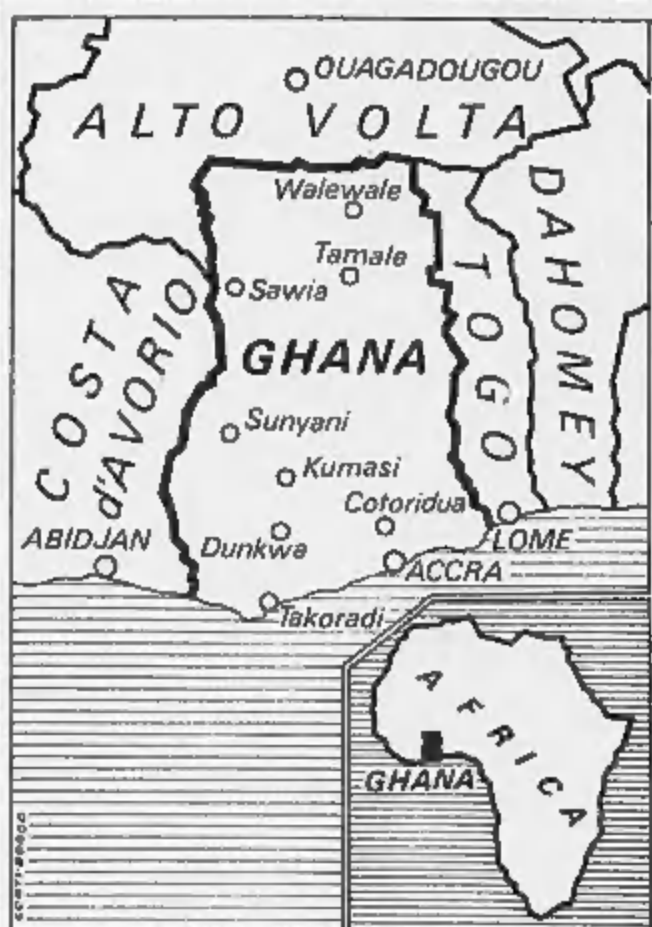 OUAGADOUGOU
ALTO VOLTA
Walewale
Tamale
Sawia
COSTA
d'AVORIO
GHANA
TOGO
DAHOMEY
Sunyani
Kumasi
Cotoridua
Dunkwa
ABIDJAN
LOME
ACCRA
Takoradi
AFRICA
GHANA